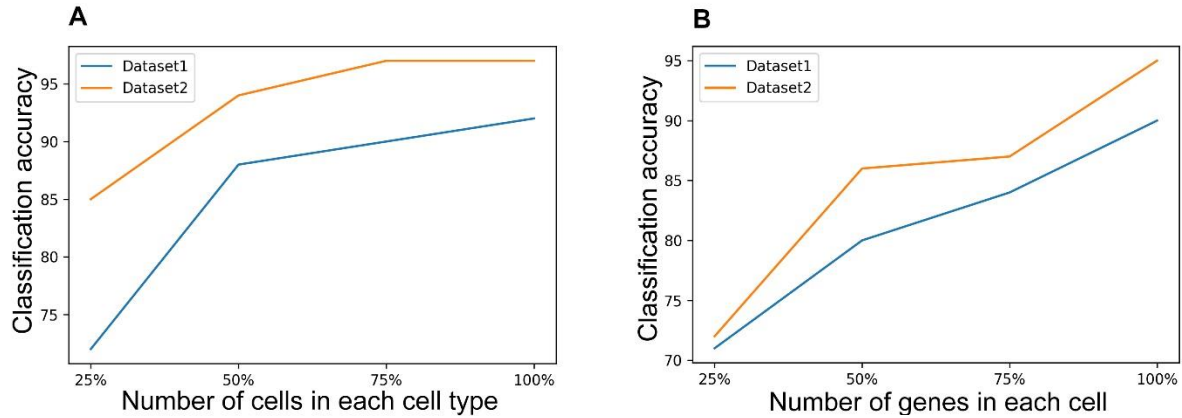 A
Classification accuracy
95
90
85
80
75
Dataset1
Dataset2
25% 50% 75% 100%
Number of cells in each cell type
B
Classification accuracy
95
90
85
80
75
70
Dataset1
Dataset2
25% 50% 75% 100%
Number of genes in each cell